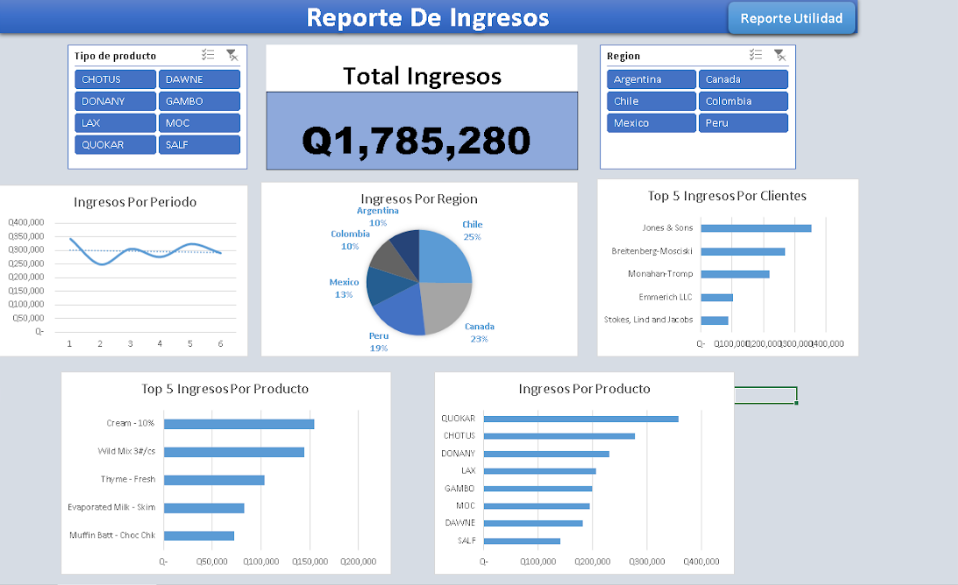 Reporte De Ingresos
Reporte Utilidad
Tipo de producto
CHOTUS
DAWNE
DONANY
GAMBO
LAX
MOC
QUOKAR
SALF
Total Ingresos
Q1,785,280
Region
Argentina
Canada
Chile
Colombia
Mexico
Peru
Ingresos Por Periodo
Q400,000
Q350,000
Q300,000
Q250,000
Q200,000
Q150,000
Q100,000
Q50,000
Q-
1 2 3 4 5 6
Ingresos Por Region
Argentina
10%
Chile
25%
Colombia
10%
Mexico
13%
Canada
23%
Peru
19%
Top 5 Ingresos Por Clientes
Jones & Sons
Breitenberg-Mosciski
Monahan-Tromp
Emmerich LLC
Stokes, Lind and Jacobs
Q- Q100,000 Q200,000 Q300,000 Q400,000
Top 5 Ingresos Por Producto
Cream - 10%
Wild Mix 3#/cs
Thyme - Fresh
Evaporated Milk - Skim
Muffin Batt - Choc Chk
Q- Q50,000 Q100,000 Q150,000 Q200,000
Ingresos Por Producto
QUOKAR
CHOTUS
DONANY
LAX
GAMBO
MOC
DAWNE
SALF
Q- Q100,000 Q200,000 Q300,000 Q400,000